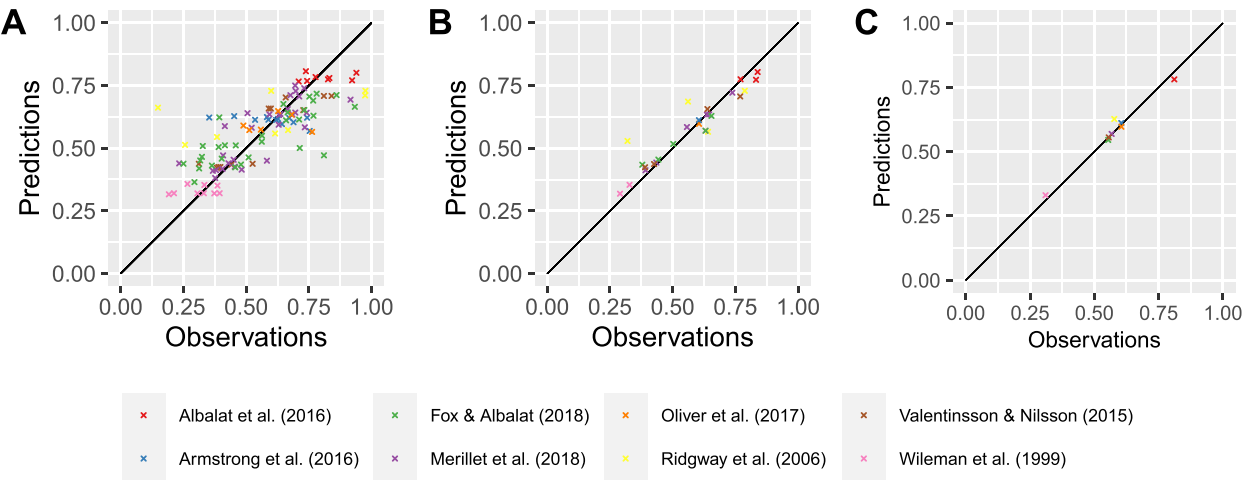 A
B
C
1.00
0.75
0.50
0.25
0.00
Predictions
0.00 0.25 0.50 0.75 1.00
Observations
1.00
0.75
0.50
0.25
0.00
Predictions
0.00 0.25 0.50 0.75 1.00
Observations
1.00
0.75
0.50
0.25
0.00
Predictions
0.00 0.25 0.50 0.75 1.00
Observations
Albalat et al. (2016)
Fox & Albalat (2018)
Oliver et al. (2017)
Valentinsson & Nilsson (2015)
Armstrong et al. (2016)
Merillet et al. (2018)
Ridgway et al. (2006)
Wileman et al. (1999)